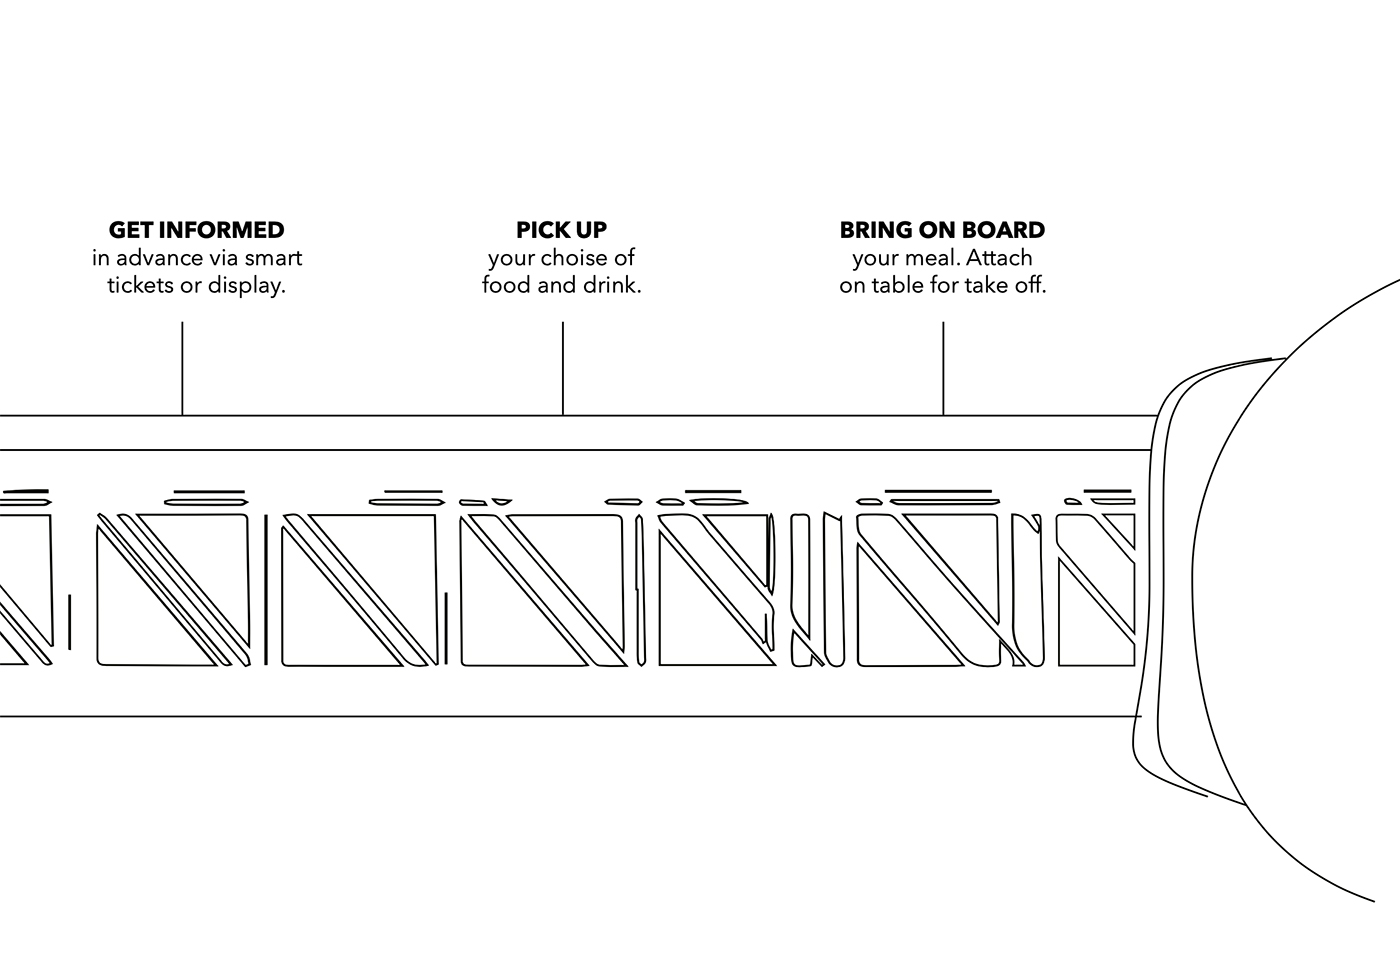 GET INFORMED
in advance via smart
tickets or display.
PICK UP
your choise of
food and drink.
BRING ON BOARD
your meal. Attach
on table for take off.